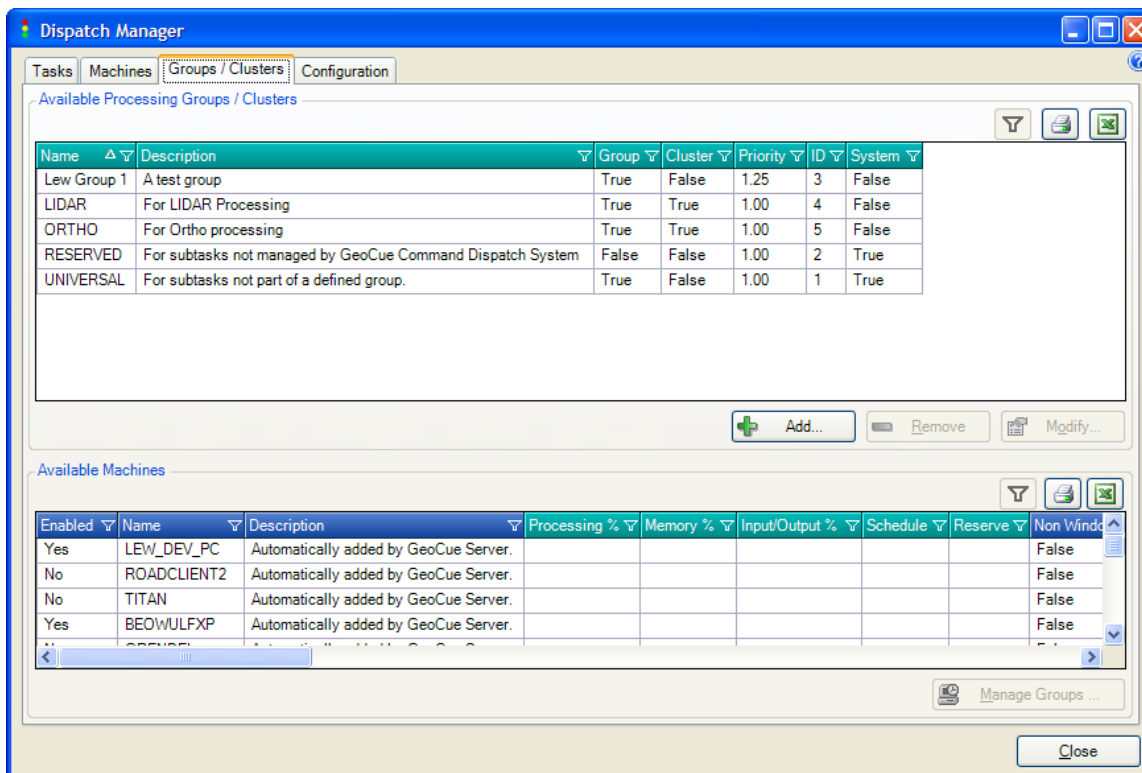 Dispatch Manager
Tasks Machines Groups / Clusters Configuration
Available Processing Groups / Clusters
Name Description Group Cluster Priority ID System
Lew Group 1 A test group True False 1.25 3 False
LIDAR For LIDAR Processing True True 1.00 4 False
ORTHO For Ortho processing True True 1.00 5 False
RESERVED For subtasks not managed by GeoCue Command Dispatch System False False 1.00 2 True
UNIVERSAL For subtasks not part of a defined group. True False 1.00 1 True
Add... Remove Modify...
Available Machines
Enabled Name Description Processing % Memory % Input/Output % Schedule Reserve Non Windo
Yes LEW_DEV_PC Automatically added by GeoCue Server. False
No ROADCLIENT2 Automatically added by GeoCue Server. False
No TITAN Automatically added by GeoCue Server. False
Yes BEOWULFXP Automatically added by GeoCue Server. False
Manage Groups ...
Close